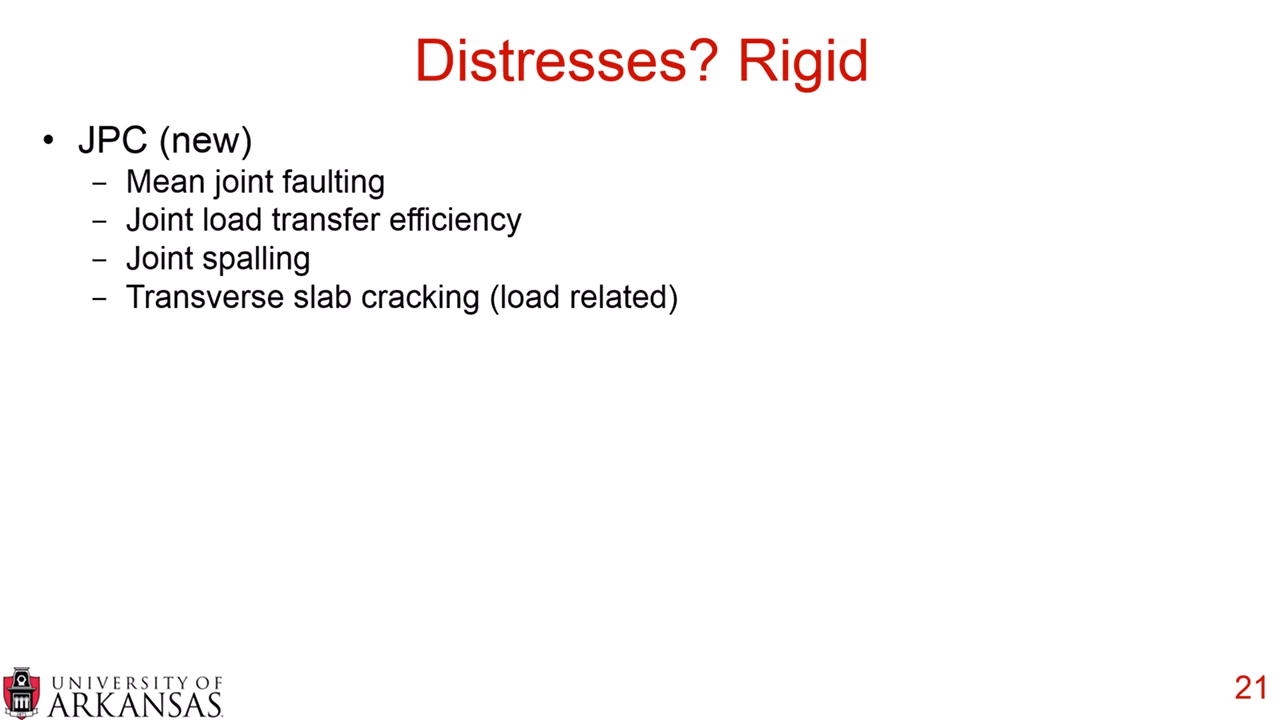 Distresses? Rigid
• JPC (new)
– Mean joint faulting
– Joint load transfer efficiency
– Joint spalling
– Transverse slab cracking (load related)
UNIVERSITY OF
ARKANSAS
21